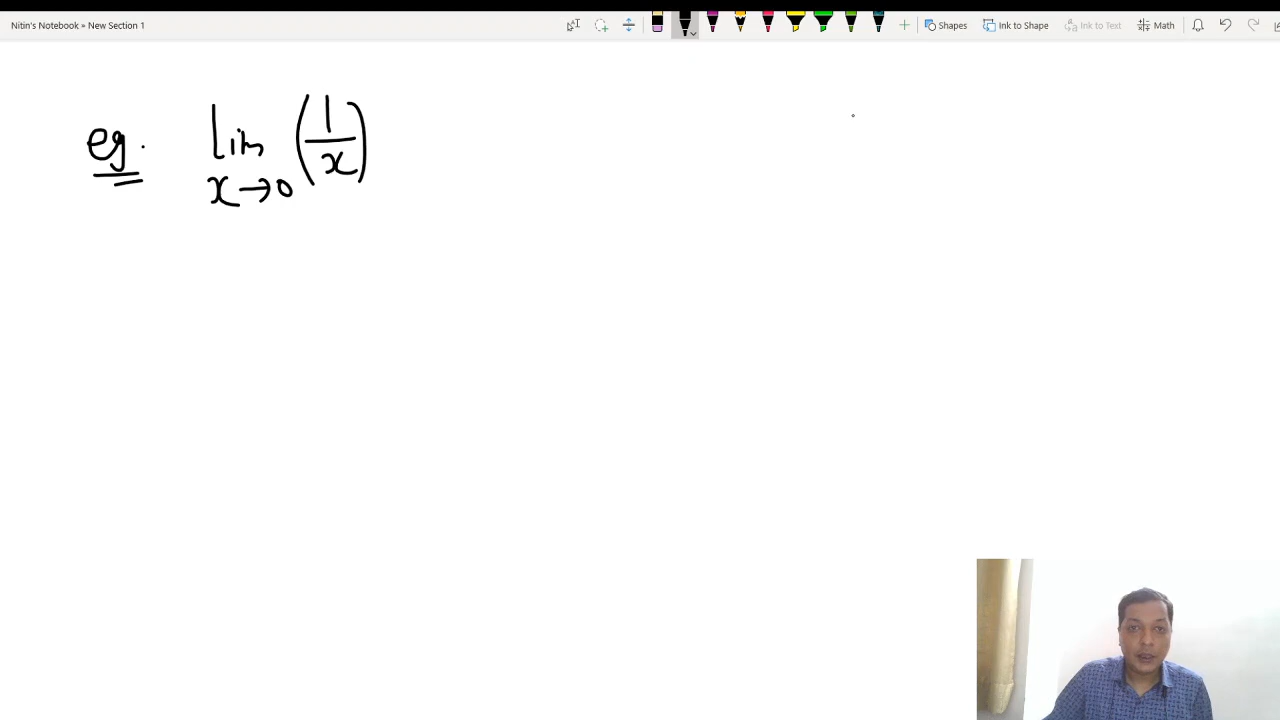 Nitin's Notebook » New Section 1
Shapes Ink to Shape Ink to Text Math
eg. lim (1/x)
x→0